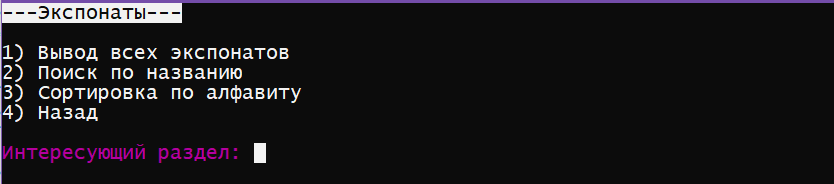 ---Экспонаты---
1) Вывод всех экспонатов
2) Поиск по названию
3) Сортировка по алфавиту
4) Назад
Интересующий раздел: